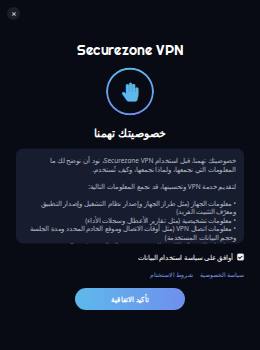 Securezone VPN
خصوصيتك تهمنا
خصوصيتك تهمنا، قبل استخدام Securezone VPN، نود أن نوضح لك ما
المعلومات التي نجمعها، ولماذا نجمعها، وكيف تُستخدم.
لتقديم خدمة VPN وتحسينها، قد نجمع المعلومات التالية:
• معلومات الجهاز (مثل طراز الجهاز وإصدار نظام التشغيل وإصدار التطبيق
ومعرّف التثبيت الفريد)
• معلومات تشخيصية (مثل تقارير الأعطال وسجلات الأداء)
• معلومات اتصال VPN (مثل أوقات الاتصال وموقع الخادم المحدد ومدة الجلسة
وحجم البيانات المستخدمة)
أوافق على سياسة استخدام البيانات
سياسة الخصوصية شروط الاستخدام
تأكيد الاتفاقية